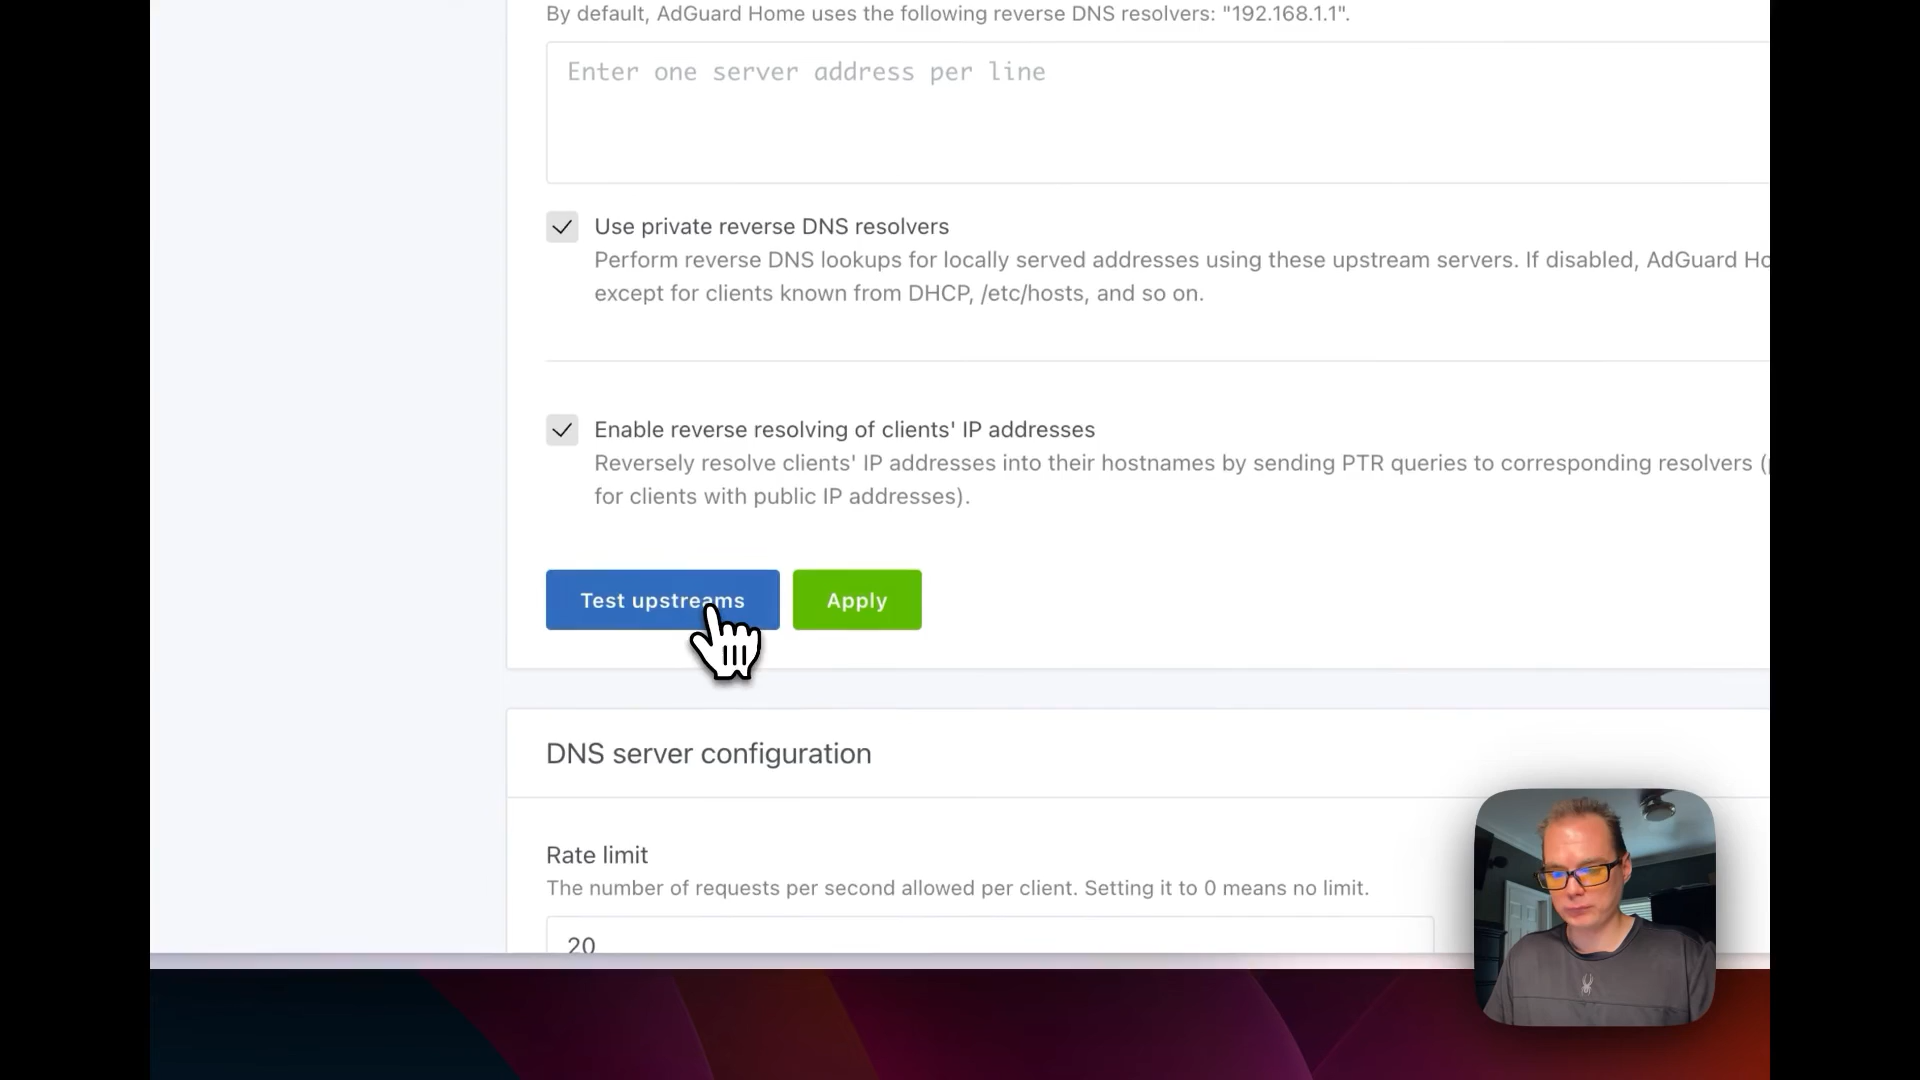 By default, AdGuard Home uses the following reverse DNS resolvers: "192.168.1.1".
Enter one server address per line
Use private reverse DNS resolvers
Perform reverse DNS lookups for locally served addresses using these upstream servers. If disabled, AdGuard Ho
except for clients known from DHCP, /etc/hosts, and so on.
Enable reverse resolving of clients' IP addresses
Reversely resolve clients' IP addresses into their hostnames by sending PTR queries to corresponding resolvers (
for clients with public IP addresses).
Test upstreams
Apply
DNS server configuration
Rate limit
The number of requests per second allowed per client. Setting it to 0 means no limit.
20